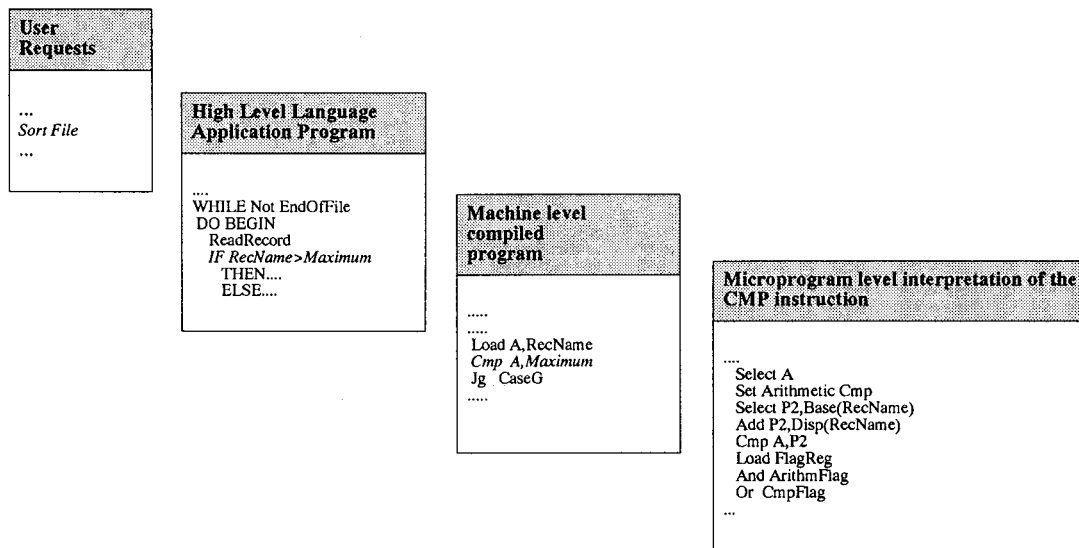 User
Requests
...
Sort File
...
High Level Language
Application Program
....
WHILE Not EndOfFile
DO BEGIN
ReadRecord
IF RecName>Maximum
THEN....
ELSE....
Machine level
compiled
program
.....
.....
Load A,RecName
Cmp A,Maximum
Jg CaseG
.....
Microprogram level interpretation of the
CMP instruction
....
Select A
Set Arithmetic Cmp
Select P2,Base(RecName)
Add P2,Disp(RecName)
Cmp A,P2
Load FlagReg
And ArithmFlag
Or CmpFlag
...